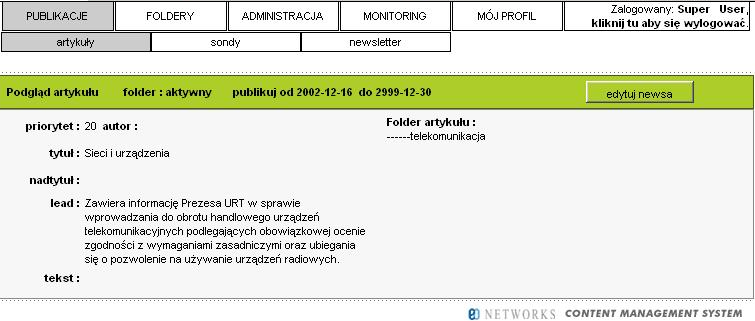 PUBLIKACJE FOLDERY ADMINISTRACJA MONITORING MÓJ PROFIL Zalogowany: Super User,
kliknij tu aby się wylogować.
artykuły sondy newsletter
Podgląd artykułu folder : aktywny publikuj od 2002-12-16 do 2999-12-30 edytuj newsa
priorytet : 20 autor : Folder artykułu :
------telekomunikacja
tytuł : Sieci i urządzenia
nadtytuł :
lead : Zawiera informację Prezesa URT w sprawie
wprowadzania do obrotu handlowego urządzeń
telekomunikacyjnych podlegających obowiązkowej ocenie
zgodności z wymaganiami zasadniczymi oraz ubiegania
się o pozwolenie na używanie urządzeń radiowych.
tekst :
eo NETWORKS CONTENT MANAGEMENT SYSTEM